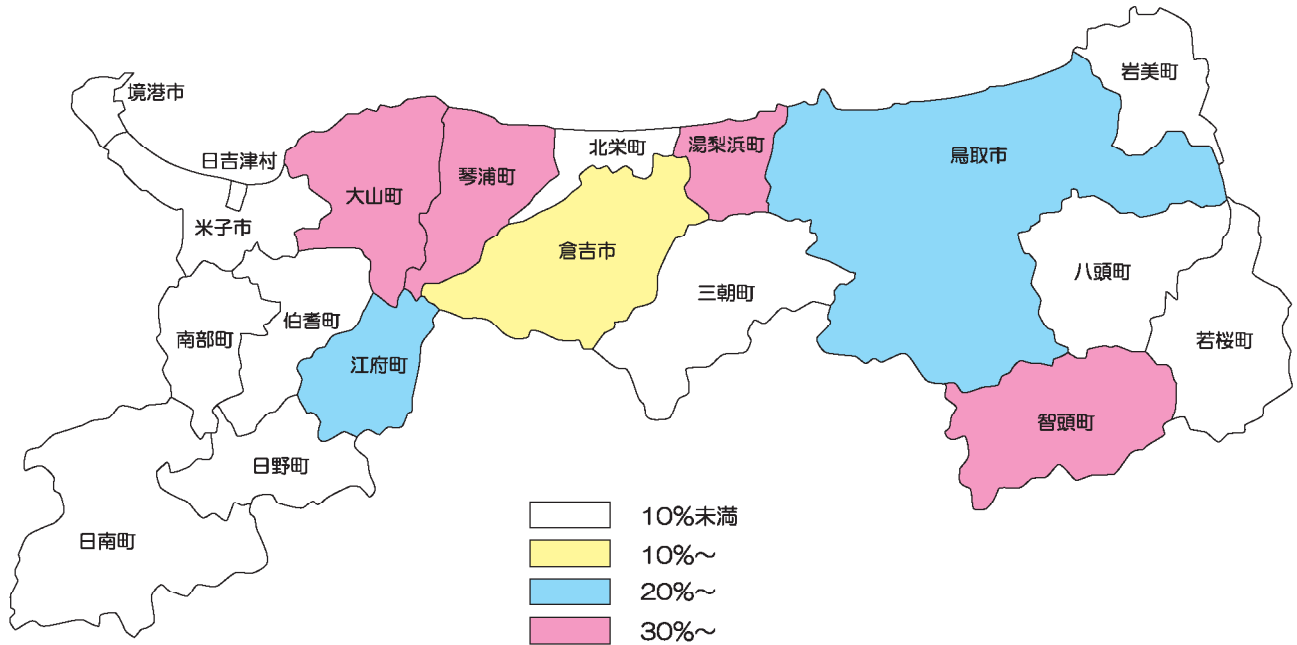 岩美町
境港市
北栄町
湯梨浜町
鳥取市
日吉津村
琴浦町
大山町
米子市
倉吉市
八頭町
三朝町
伯耆町
南部町
若桜町
江府町
智頭町
日野町
日南町
10%未満
10%～
20%～
30%～